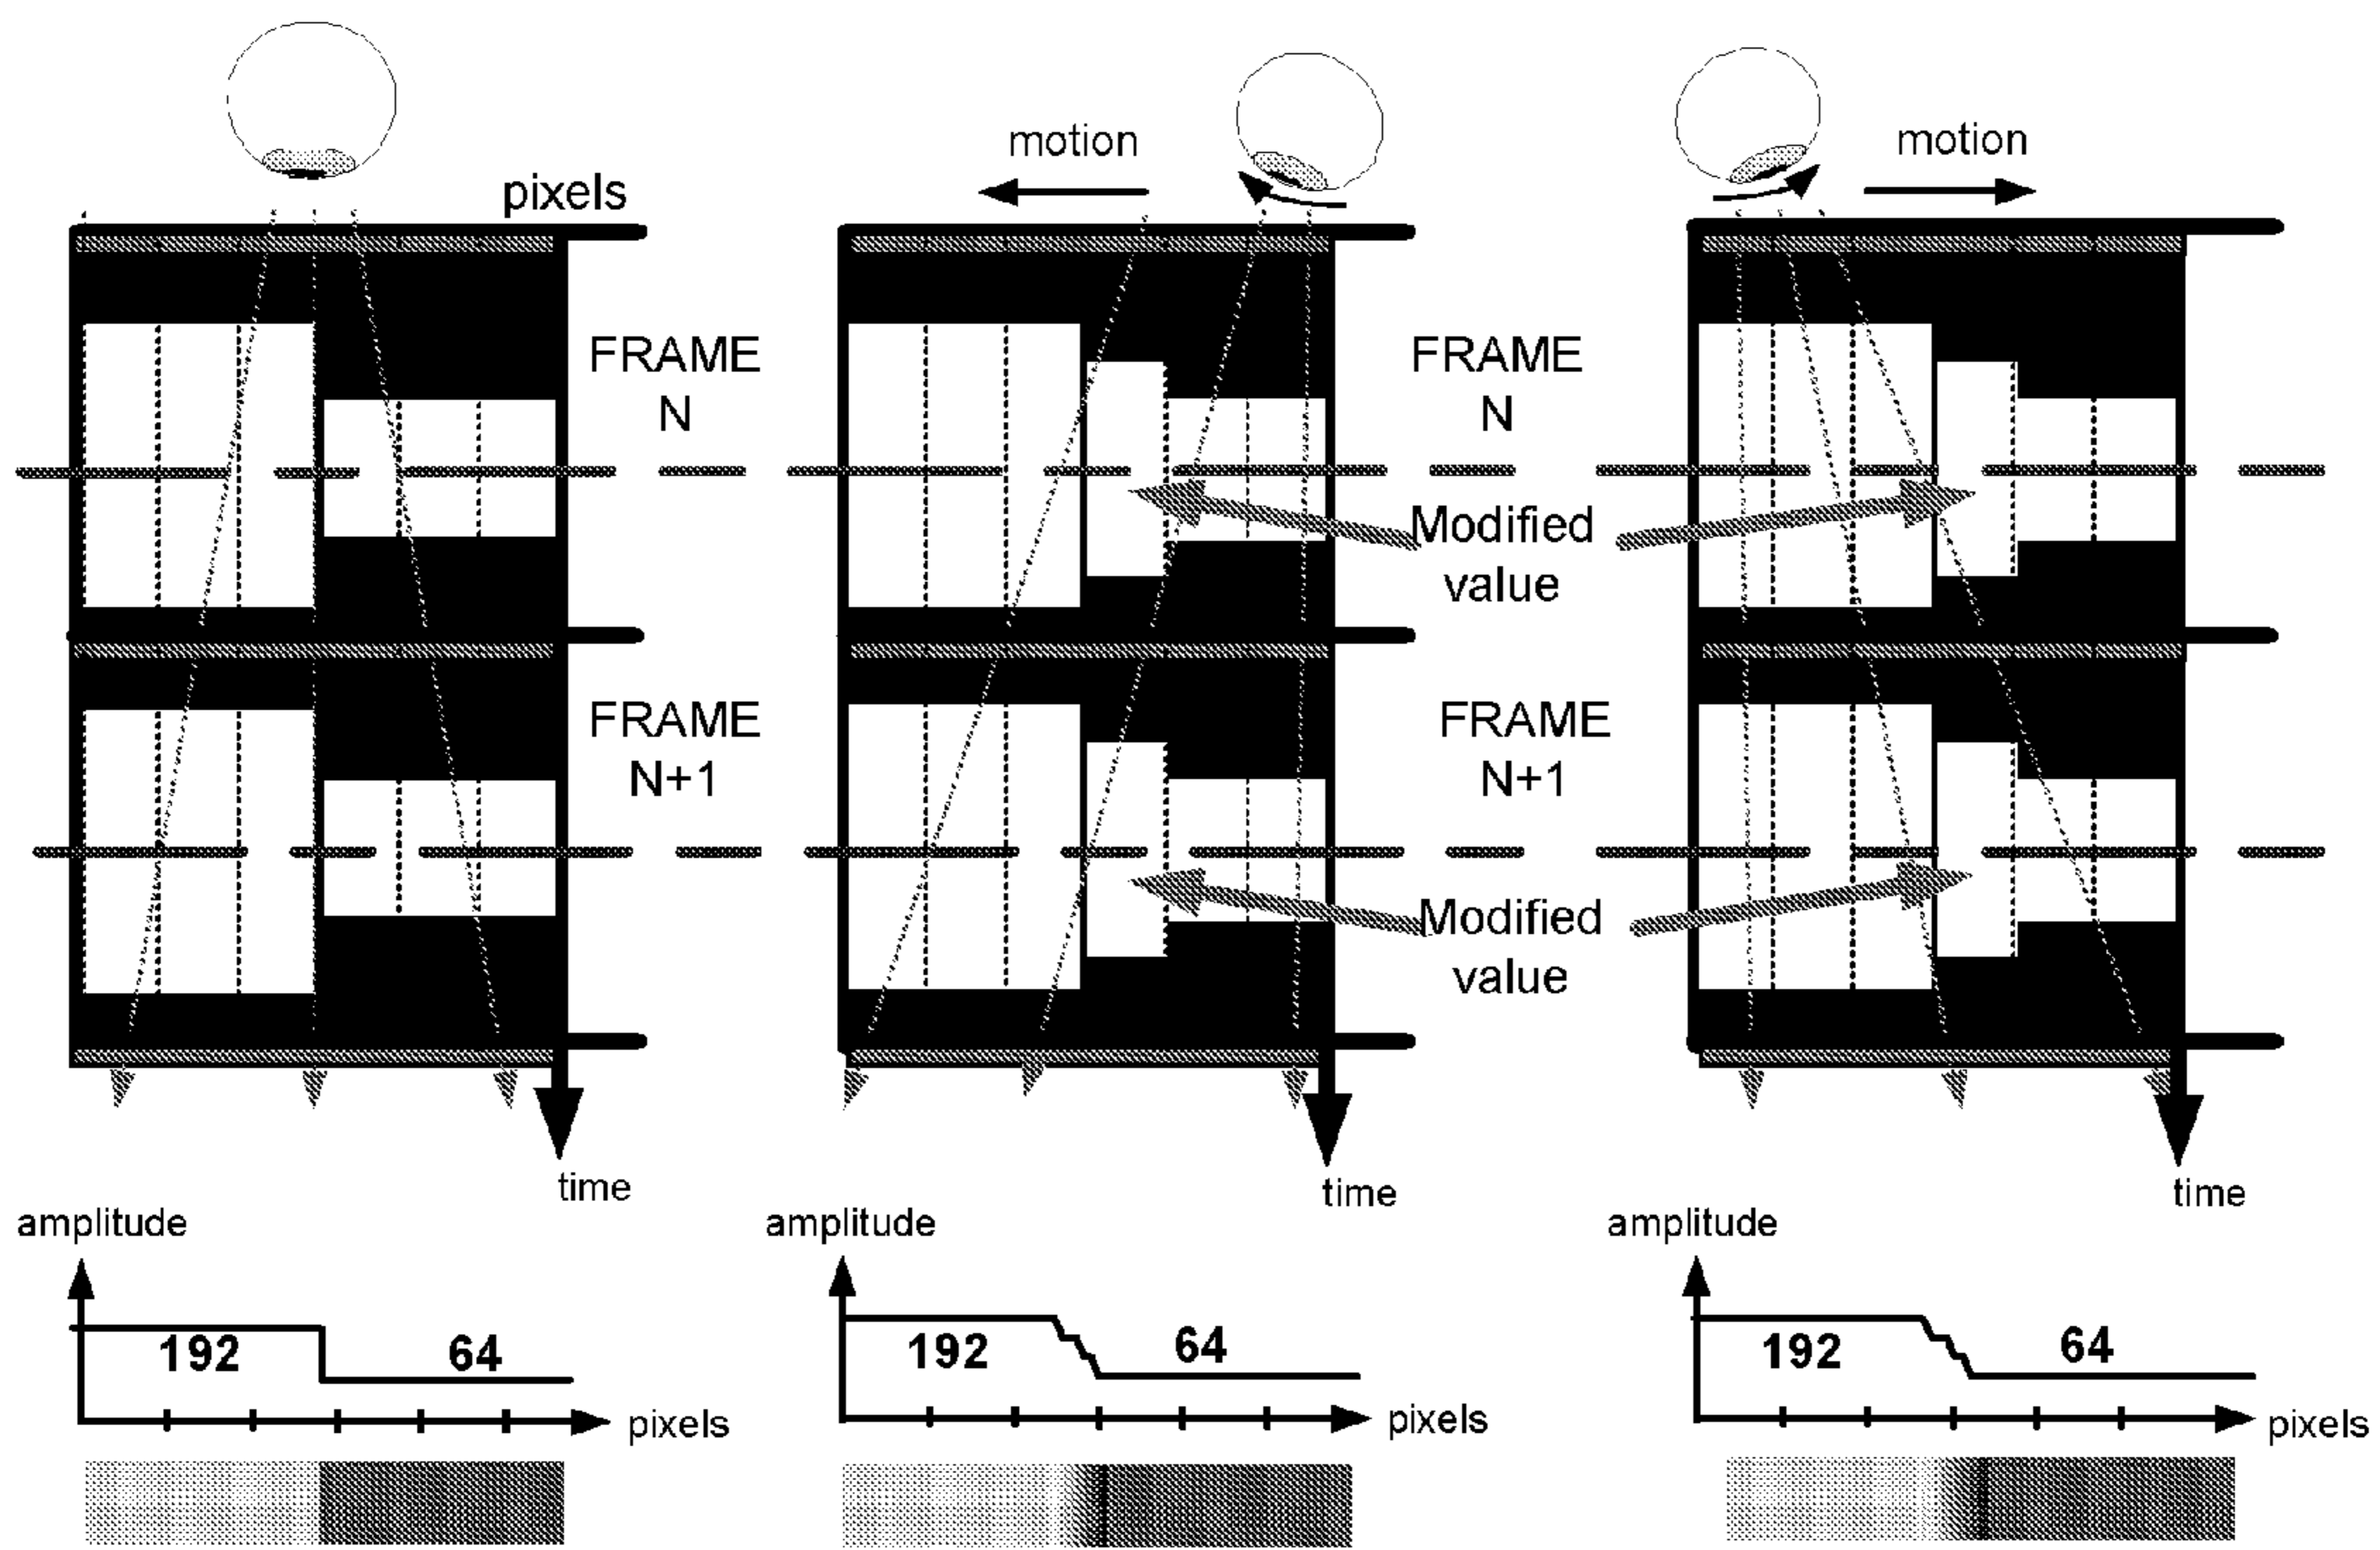 motion
motion
pixels
FRAME
N
FRAME
N
Modified
value
FRAME
N+1
FRAME
N+1
Modified
value
time
time
time
amplitude
amplitude
amplitude
192
64
192
64
192
64
pixels
pixels
pixels